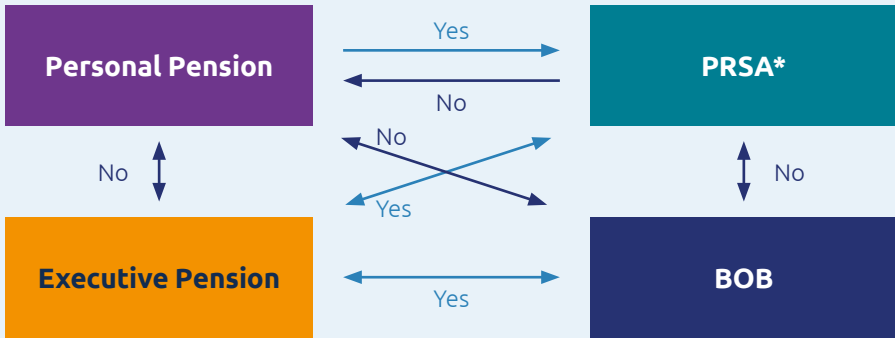 Personal Pension
Yes
No
PRSA*
No
No
Yes
No
Executive Pension
Yes
BOB